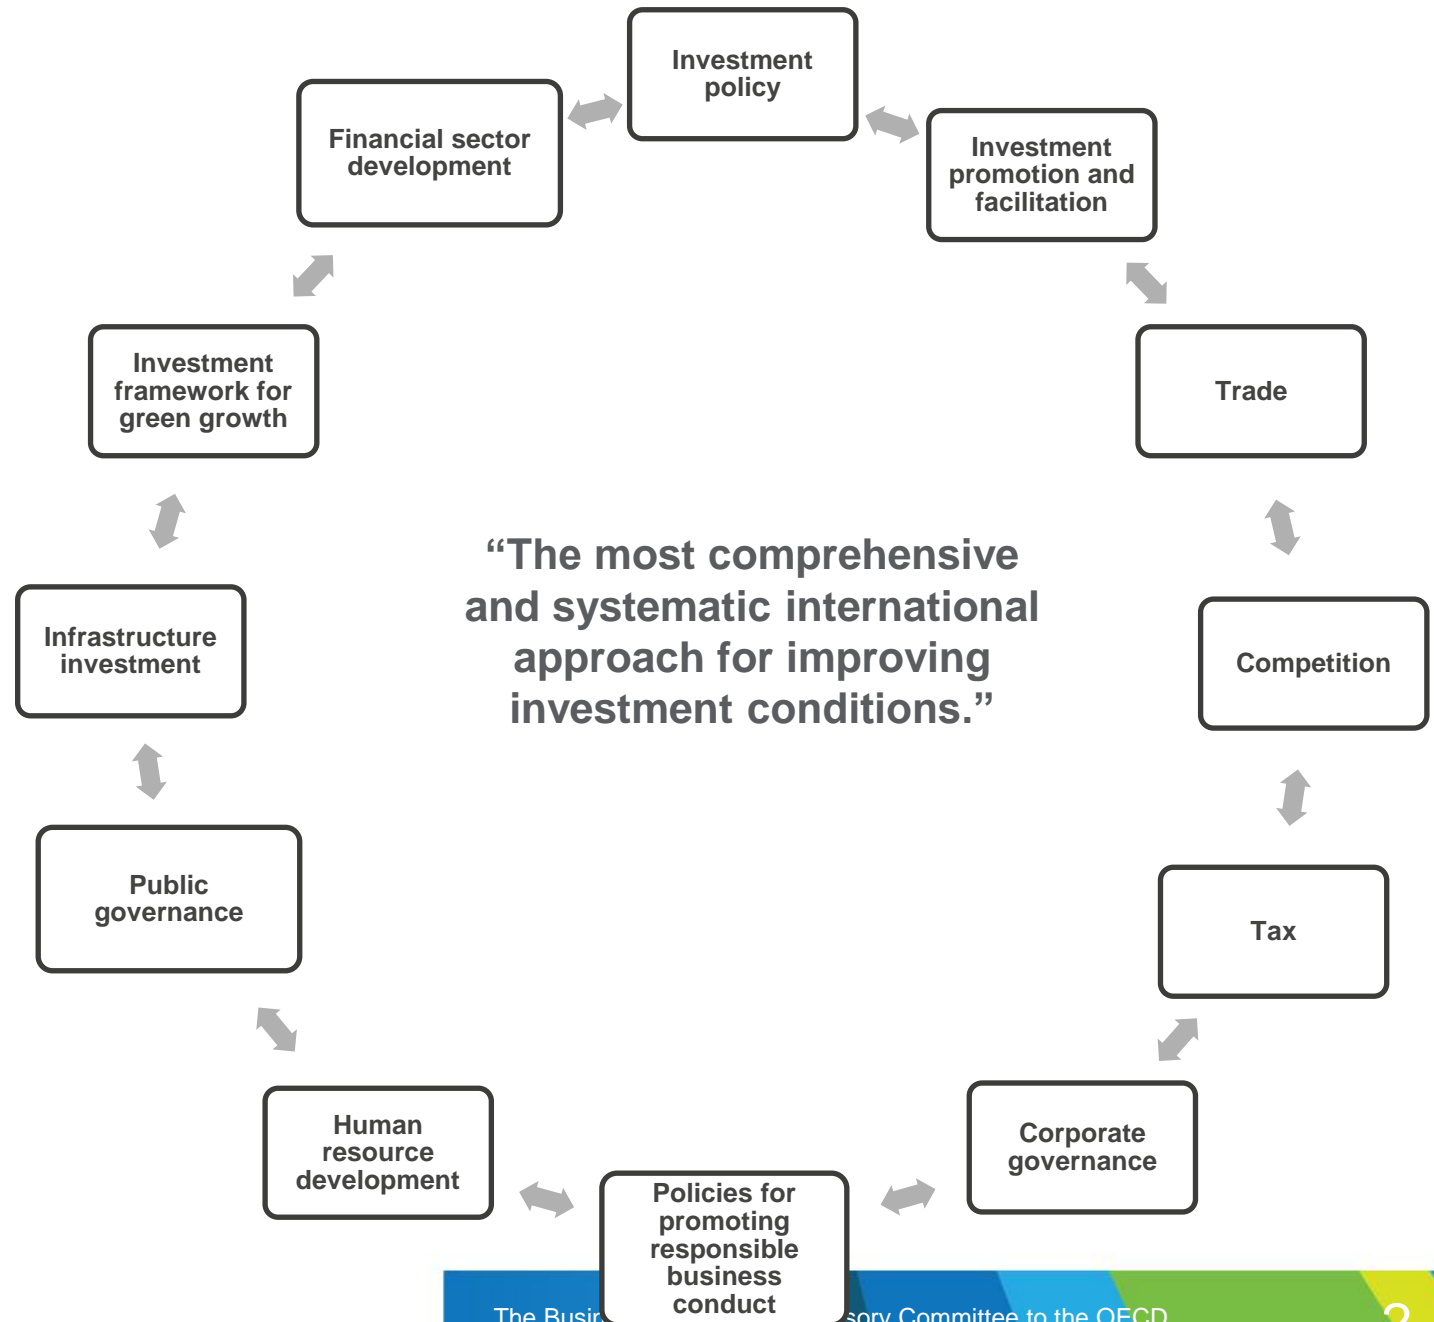 Investment
policy
Investment
promotion and
facilitation
Trade
Competition
Tax
Corporate
governance
Policies for
promoting
responsible
business
conduct
Human
resource
development
Public
governance
Infrastructure
investment
Investment
framework for
green growth
Financial sector
development
“The most comprehensive
and systematic international
approach for improving
investment conditions.”
The Committee to the OECD